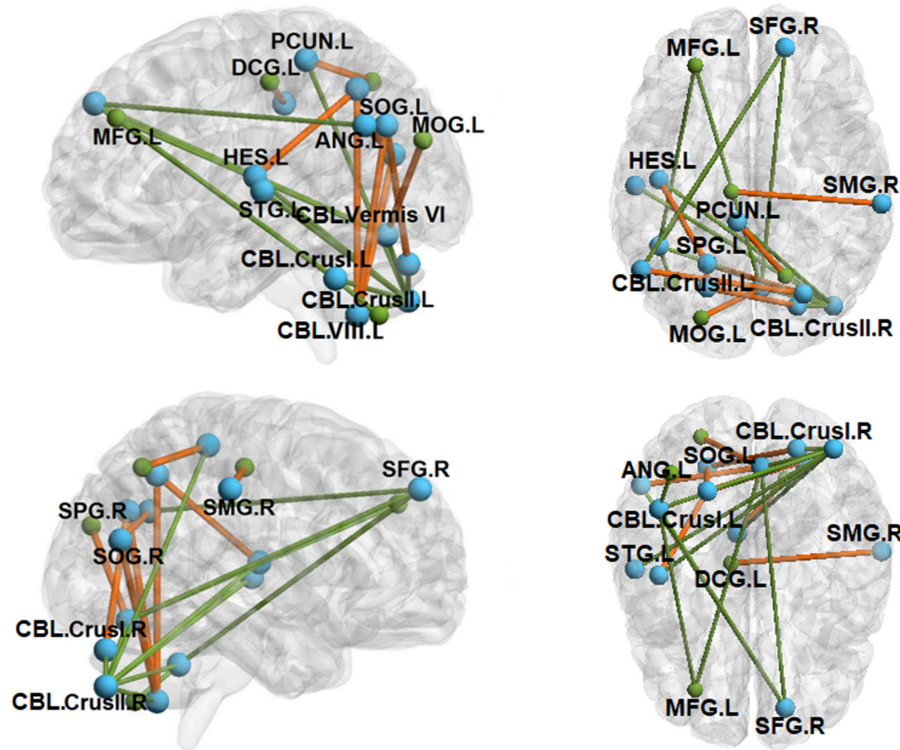 PCUN.L
DCG.L
SOG.L
MOG.L
MFG.L
ANG.L
HES.L
STG.L
CBL.Vermis VI
CBL.CrusI.L
CBL.CrusII.L
CBL.VIII.L
SFG.R
MFG.L
HES.L
SMG.R
PCUN.L
SPG.L
CBL.CrusII.L
MOG.L
CBL.CrusII.R
SFG.R
SPG.R
SMG.R
SOG.R
CBL.CrusI.R
CBL.CrusII.R
CBL.CrusI.R
SOG.L
ANG.L
CBL.CrusI.L
SMG.R
STG.L
DCG.L
MFG.L
SFG.R